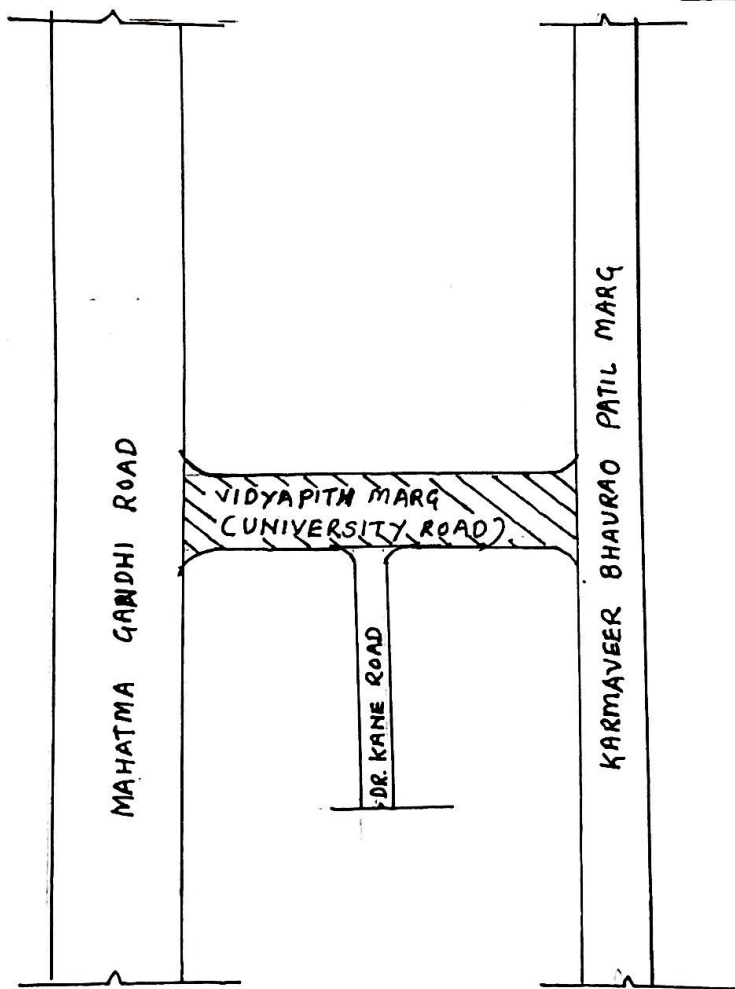 MAHATMA GANDHI ROAD
VIDYAPITH MARG
(UNIVERSITY ROAD)
DR. KANE ROAD
KARMAVEER BHAURAO PATIL MARG